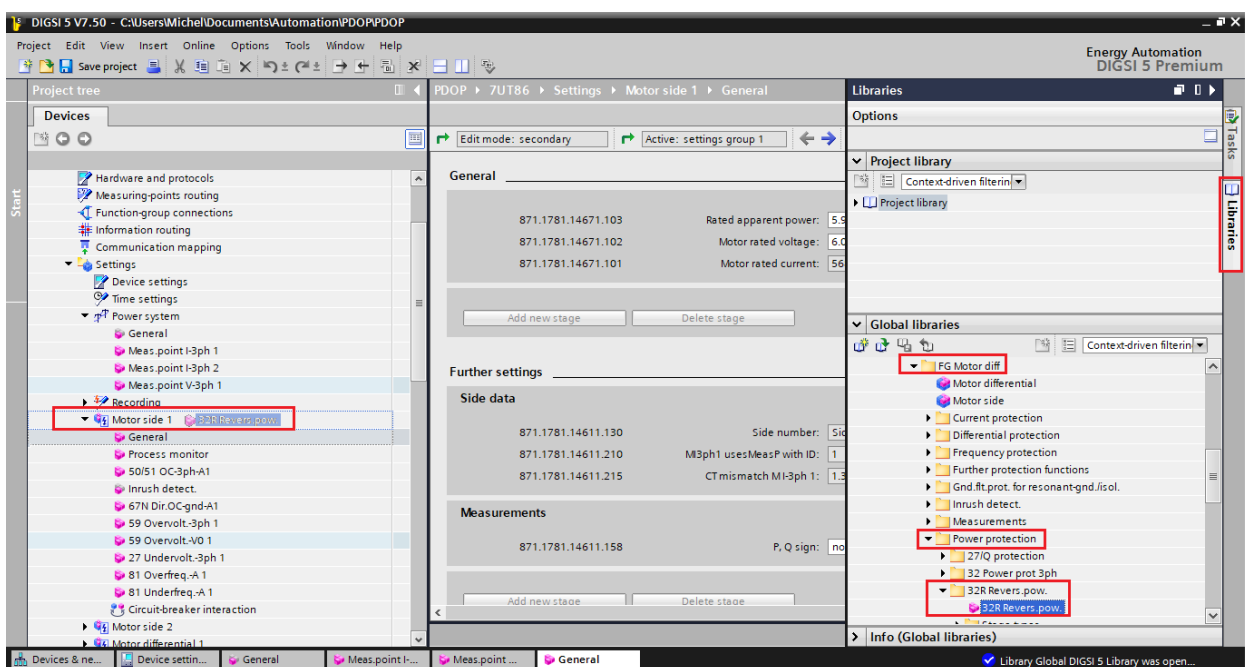 DIGSI 5 V7.50 - C:\Users\Michel\Documents\Automation\PDOP\PDOP
Project Edit View Insert Online Options Tools Window Help
Energy Automation
DIGSI 5 Premium
Save project
Project tree
Devices
Start
Hardware and protocols
Measuring-points routing
Function-group connections
Information routing
Communication mapping
Settings
Device settings
Time settings
Power system
General
Meas.point I-3ph 1
Meas.point I-3ph 2
Meas.point V-3ph 1
Recording
Motor side 1 32R Revers.pow.
General
Process monitor
50/51 OC-3ph-A1
Inrush detect.
67N Dir.OC-gnd-A1
59 Overvolt.-3ph 1
59 Overvolt.-V0 1
27 Undervolt.-3ph 1
81 Overfreq.-A 1
81 Underfreq.-A 1
Circuit-breaker interaction
Motor side 2
Motor differential 1
PDOP 7UT86 Settings Motor side 1 General
Edit mode: secondary Active: settings group 1
General
871.1781.14671.103 Rated apparent power: 5.9
871.1781.14671.102 Motor rated voltage: 6.0
871.1781.14671.101 Motor rated current: 56
Add new stage Delete stage
Further settings
Side data
871.1781.14611.130 Side number: Sid
871.1781.14611.210 MI3ph1 usesMeasP with ID: 1
871.1781.14611.215 CT mismatch MI-3ph 1: 1.3
Measurements
871.1781.14611.158 P, Q sign: no
Add new stage Delete stage
Libraries
Options
Project library
Context-driven filterin
Project library
Global libraries
Context-driven filterin
FG Motor diff
Motor differential
Motor side
Current protection
Differential protection
Frequency protection
Further protection functions
Gnd.flt.prot. for resonant-gnd./isol.
Inrush detect.
Measurements
Power protection
27/Q protection
32 Power prot 3ph
32R Revers.pow.
32R Revers.pow.
Stage types
Info (Global libraries)
Tasks
Libraries
Devices & ne... Device settin... General Meas.point I-... Meas.point ... General
Library Global DIGSI 5 Library was open...